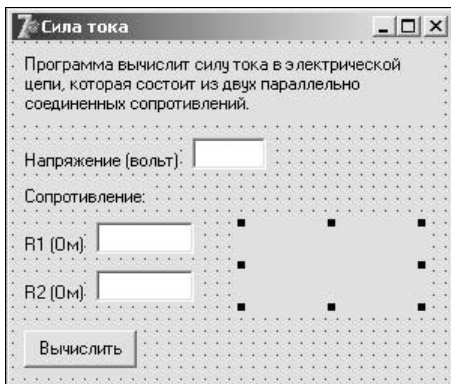 Сила тока
Программа вычислит силу тока в электрической
цепи, которая состоит из двух параллельно
соединенных сопротивлений.
Напряжение (вольт):
Сопротивление:
R1 (Ом):
R2 (Ом):
Вычислить